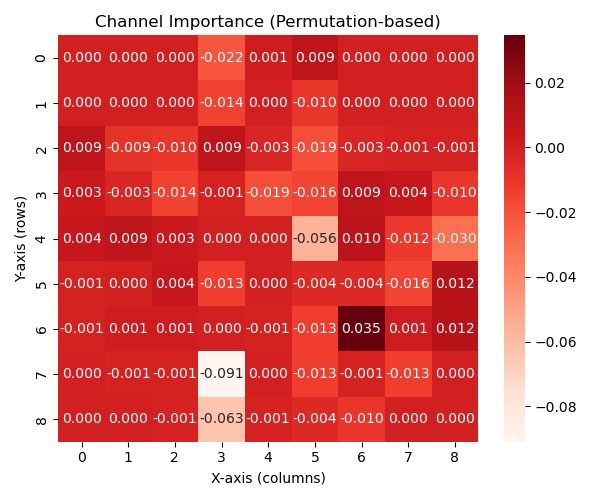 Channel Importance (Permutation-based)
0 0.000 0.000 0.000 -0.022 0.001 0.009 0.000 0.000 0.000
1 0.000 0.000 0.000 -0.014 0.000 -0.010 0.000 0.000 0.000
2 0.009 -0.009 -0.010 0.009 -0.003 -0.019 -0.003 -0.001 -0.001
3 0.003 -0.003 -0.014 -0.001 -0.019 -0.016 0.009 0.004 -0.010
4 0.004 0.009 0.003 0.000 0.000 -0.056 0.010 -0.012 -0.030
5 -0.001 0.000 0.004 -0.013 0.000 -0.004 -0.004 -0.016 0.012
6 -0.001 0.001 0.001 0.000 -0.001 -0.013 0.035 0.001 0.012
7 0.000 -0.001 -0.001 -0.091 0.000 -0.013 -0.001 -0.013 0.000
8 0.000 0.000 -0.001 -0.063 -0.001 -0.004 -0.010 0.000 0.000
0 1 2 3 4 5 6 7 8
X-axis (columns)
Y-axis (rows)
0.02
0.00
−0.02
−0.04
−0.06
−0.08